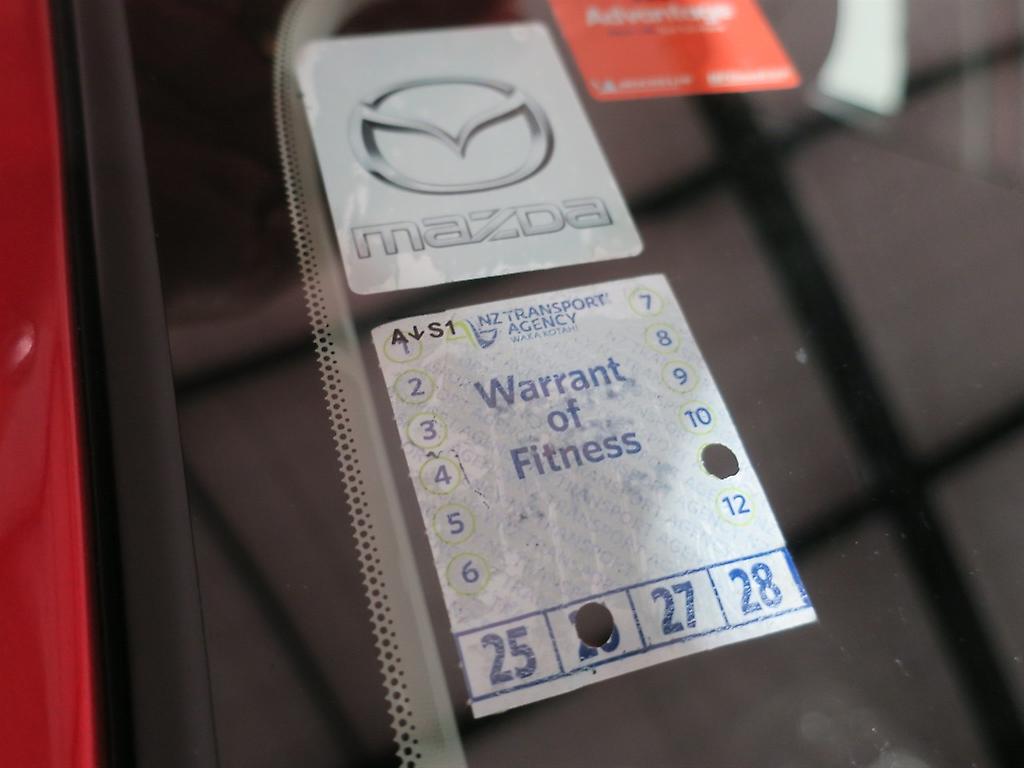 Advantage
mazda
A↓S1
NZ TRANSPORT
AGENCY
WAKA KOTAHI
Warrant
of
Fitness
1
2
3
4
5
6
7
8
9
10
12
25 26 27 28